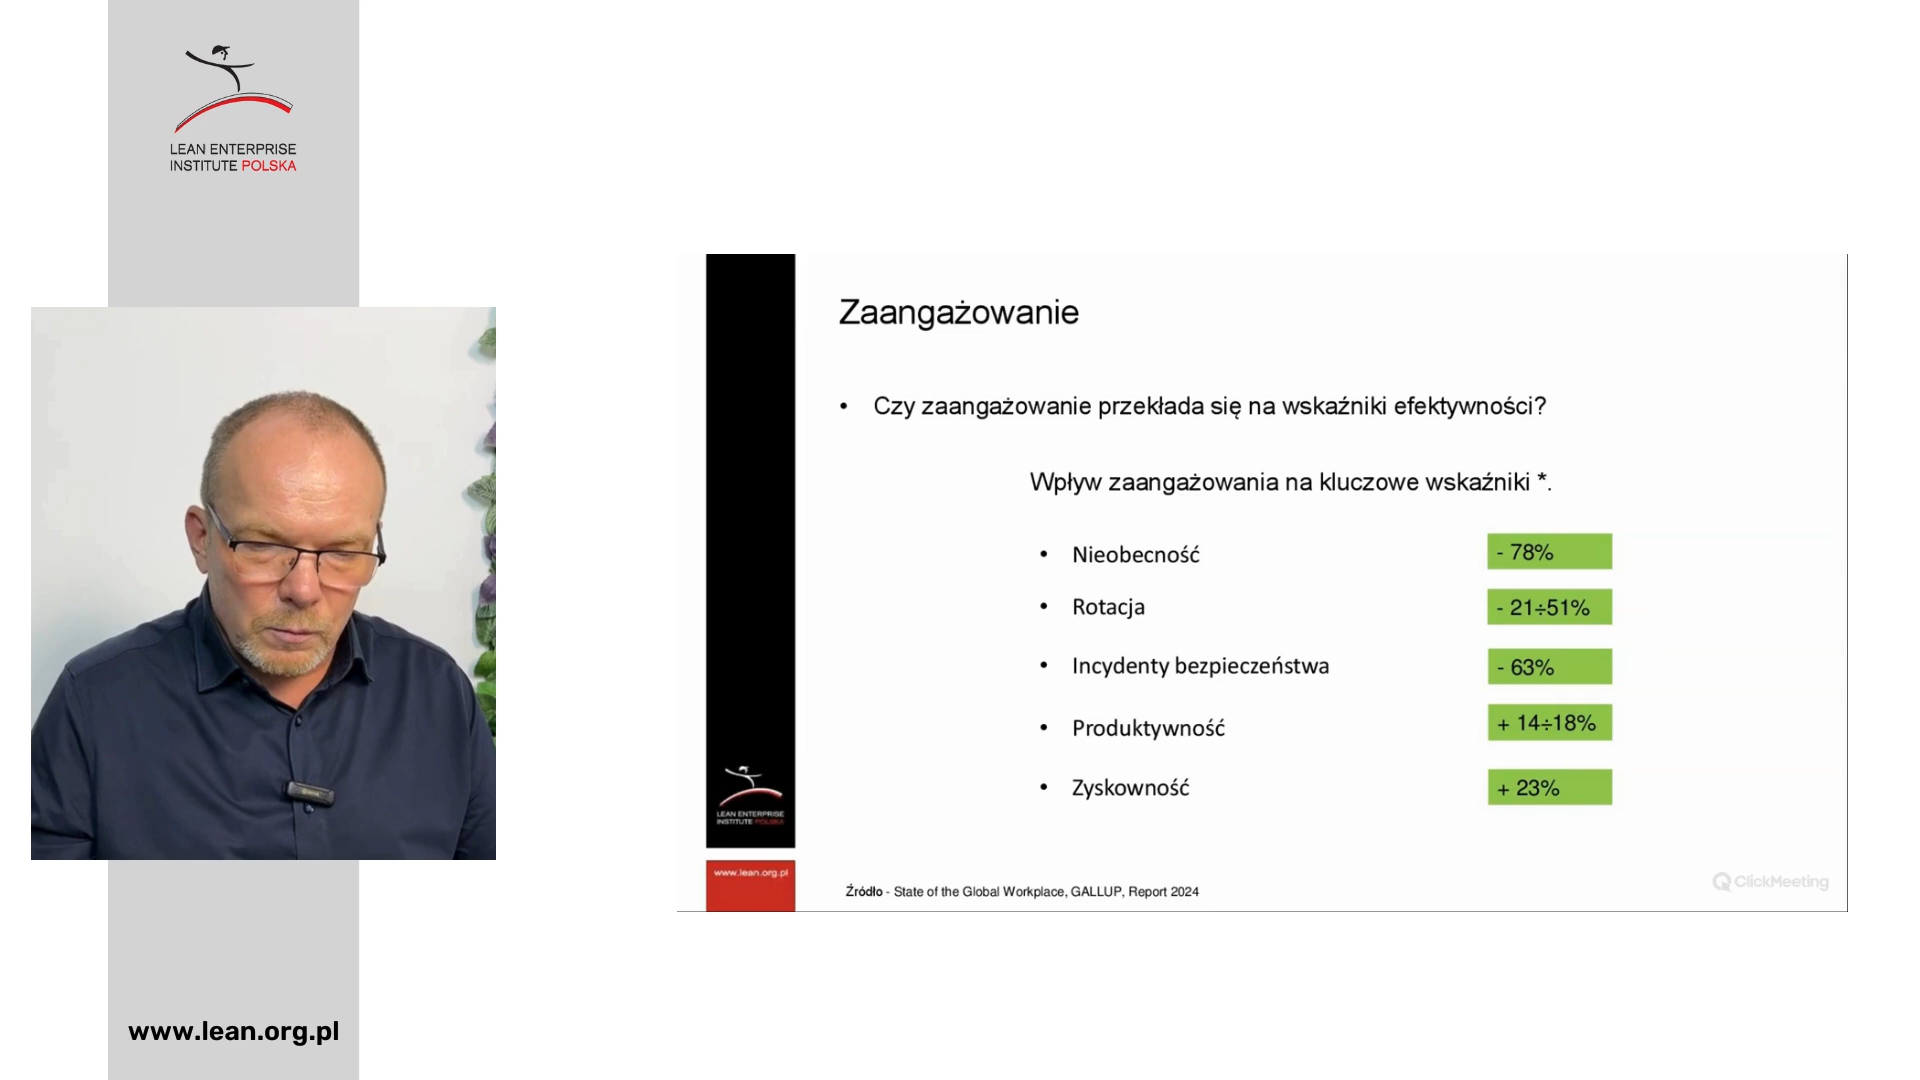 LEAN ENTERPRISE
INSTITUTE POLSKA
Zaangażowanie
• Czy zaangażowanie przekłada się na wskaźniki efektywności?
Wpływ zaangażowania na kluczowe wskaźniki *.
• Nieobecność - 78%
• Rotacja - 21÷51%
• Incydenty bezpieczeństwa - 63%
• Produktywność + 14÷18%
• Zyskowność + 23%
LEAN ENTERPRISE
INSTITUTE POLSKA
www.lean.org.pl
Źródło - State of the Global Workplace, GALLUP, Report 2024
ClickMeeting
www.lean.org.pl